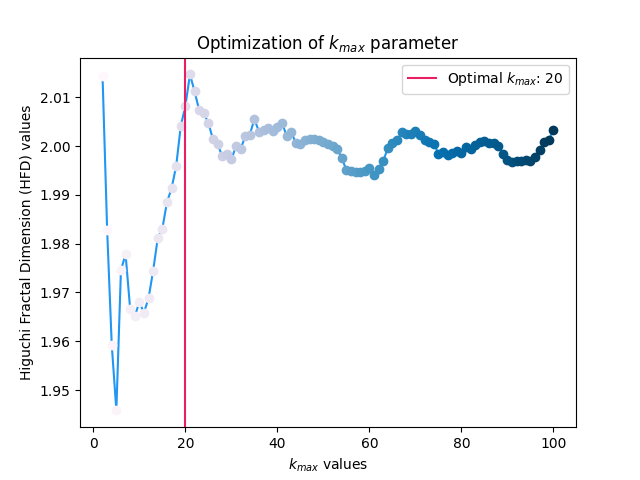 Optimization of k_max parameter
Optimal k_max: 20
Higuchi Fractal Dimension (HFD) values
2.01
2.00
1.99
1.98
1.97
1.96
1.95
0 20 40 60 80 100
k_max values